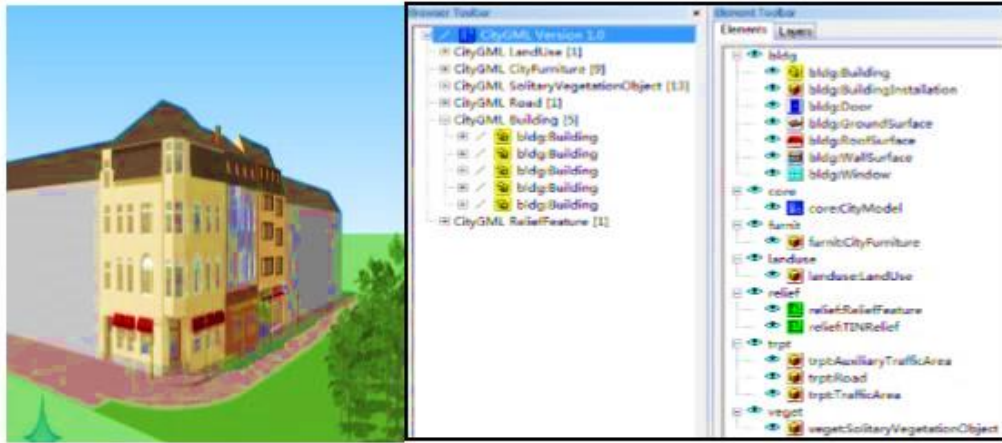 Browser Toolbar
CityGML Version 1.0
CityGML LandUse [1]
CityGML CityFurniture [9]
CityGML SolitaryVegetationObject [13]
CityGML Road [1]
CityGML Building [5]
bldg:Building
bldg:Building
bldg:Building
bldg:Building
CityGML ReliefFeature [1]
Element Toolbar
Elements Layers
bldg
bldg:Building
bldg:BuildingInstallation
bldg:Door
bldg:GroundSurface
bldg:RoofSurface
bldg:WallSurface
bldg:Window
core
core:CityModel
furnit
furnit:CityFurniture
landuse
landuse:LandUse
relief
relief:ReliefFeature
relief:TINRelief
trpt
trpt:AuxiliaryTrafficArea
trpt:Road
trpt:TrafficArea
veget
veget:SolitaryVegetationObject